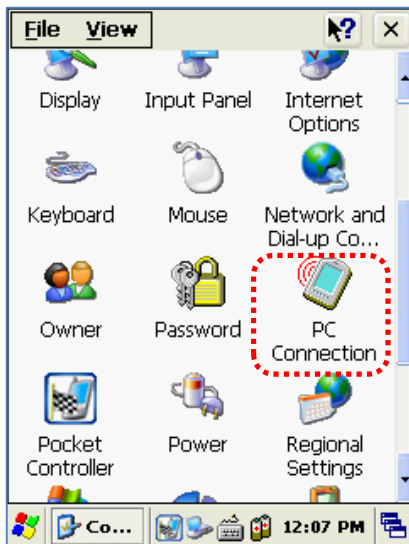 File View
Display Input Panel Internet
Options
Keyboard Mouse Network and
Dial-up Co...
Owner Password PC
Connection
Pocket Power Regional
Controller Settings
Co... 12:07 PM